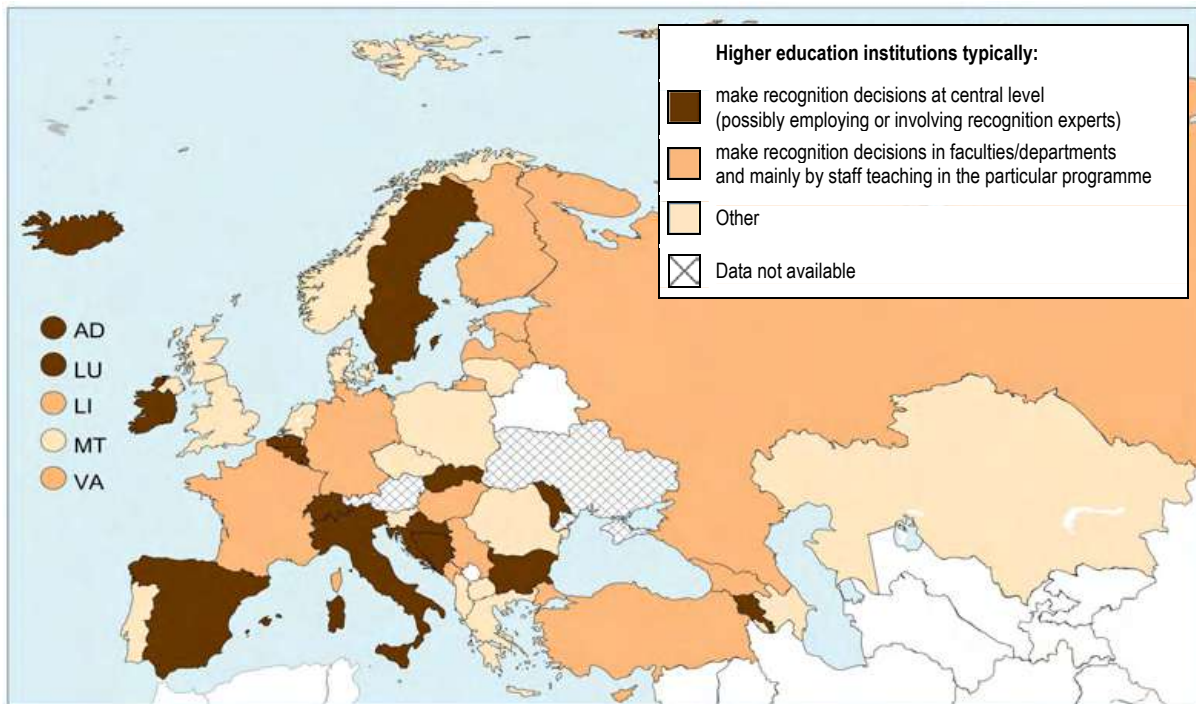 Higher education institutions typically:
make recognition decisions at central level
(possibly employing or involving recognition experts)
make recognition decisions in faculties/departments
and mainly by staff teaching in the particular programme
Other
Data not available
AD
LU
LI
MT
VA